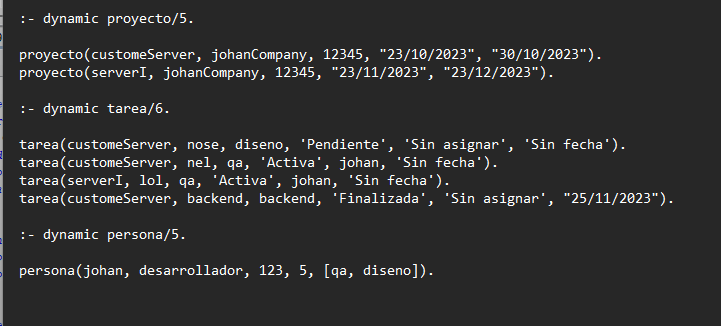 :- dynamic proyecto/5.
proyecto(customeServer, johanCompany, 12345, "23/10/2023", "30/10/2023").
proyecto(serverI, johanCompany, 12345, "23/11/2023", "23/12/2023").
:- dynamic tarea/6.
tarea(customeServer, nose, diseno, 'Pendiente', 'Sin asignar', 'Sin fecha').
tarea(customeServer, nel, qa, 'Activa', johan, 'Sin fecha').
tarea(serverI, lol, qa, 'Activa', johan, 'Sin fecha').
tarea(customeServer, backend, backend, 'Finalizada', 'Sin asignar', "25/11/2023").
:- dynamic persona/5.
persona(johan, desarrollador, 123, 5, [qa, diseno]).